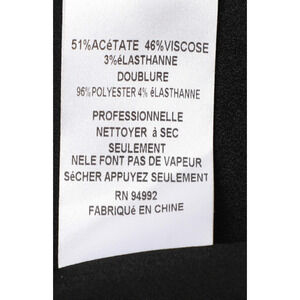 51% ACéTATE 46% VISCOSE
3% éLASTHANNE
DOUBLURE
96% POLYESTER 4% éLASTHANNE
PROFESSIONNELLE
NETTOYER à SEC
SEULEMENT
NELE FONT PAS DE VAPEUR
SéCHER APPUYEZ SEULEMENT
RN 94992
FABRIQUé EN CHINE